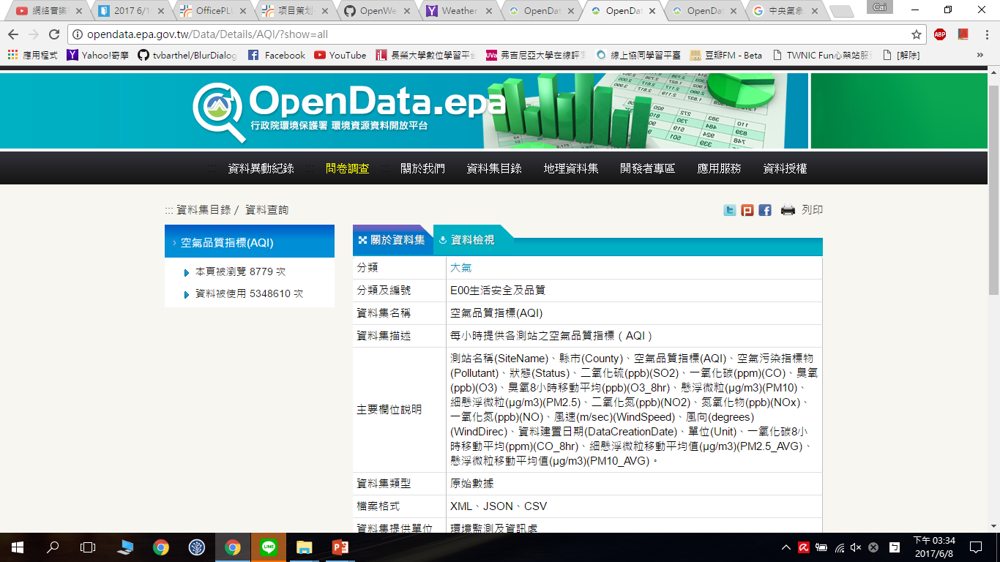 網絡音樂
2017 6/1
OfficePLU
项目策划
OpenWe
Weather
OpenDat
OpenDat
OpenDat
中央氣象
Cai
opendata.epa.gov.tw/Data/Details/AQI/?show=all
ABP
應用程式
Yahoo!奇摩
tvbarthel/BlurDialog
Facebook
YouTube
長榮大學數位學習平台
UVa
弗吉尼亞大學在線評測
線上協同學習平臺
豆瓣FM - Beta
TWNIC Fun心架站服
[解除]
»
OpenData.epa
行政院環境保護署 環境資源資料開放平台
::: 資料異動紀錄 ::: 問卷調查 ::: 關於我們 資料集目錄 地理資料集 開發者專區 應用服務 資料授權
::: 資料集目錄 / 資料查詢
列印
空氣品質指標(AQI)
本頁被瀏覽 8779 次
資料被使用 5348610 次
關於資料集 資料檢視
分類 大氣
分類及編號 E00生活安全及品質
資料集名稱 空氣品質指標(AQI)
資料集描述 每小時提供各測站之空氣品質指標（AQI）
主要欄位說明
測站名稱(SiteName)、縣市(County)、空氣品質指標(AQI)、空氣污染指標物
(Pollutant)、狀態(Status)、二氧化硫(ppb)(SO2)、一氧化碳(ppm)(CO)、臭氧
(ppb)(O3)、臭氧8小時移動平均(ppb)(O3_8hr)、懸浮微粒(μg/m3)(PM10)、
細懸浮微粒(μg/m3)(PM2.5)、二氧化氮(ppb)(NO2)、氮氧化物(ppb)(NOx)、
一氧化氮(ppb)(NO)、風速(m/sec)(WindSpeed)、風向(degrees)
(WindDirec)、資料建置日期(DataCreationDate)、單位(Unit)、一氧化碳8小
時移動平均(ppm)(CO_8hr)、細懸浮微粒移動平均值(μg/m3)(PM2.5_AVG)、
懸浮微粒移動平均值(μg/m3)(PM10_AVG)。
資料集類型 原始數據
檔案格式 XML、JSON、CSV
資料集提供單位 環境監測及資訊處
LINE
下午 03:34
2017/6/8